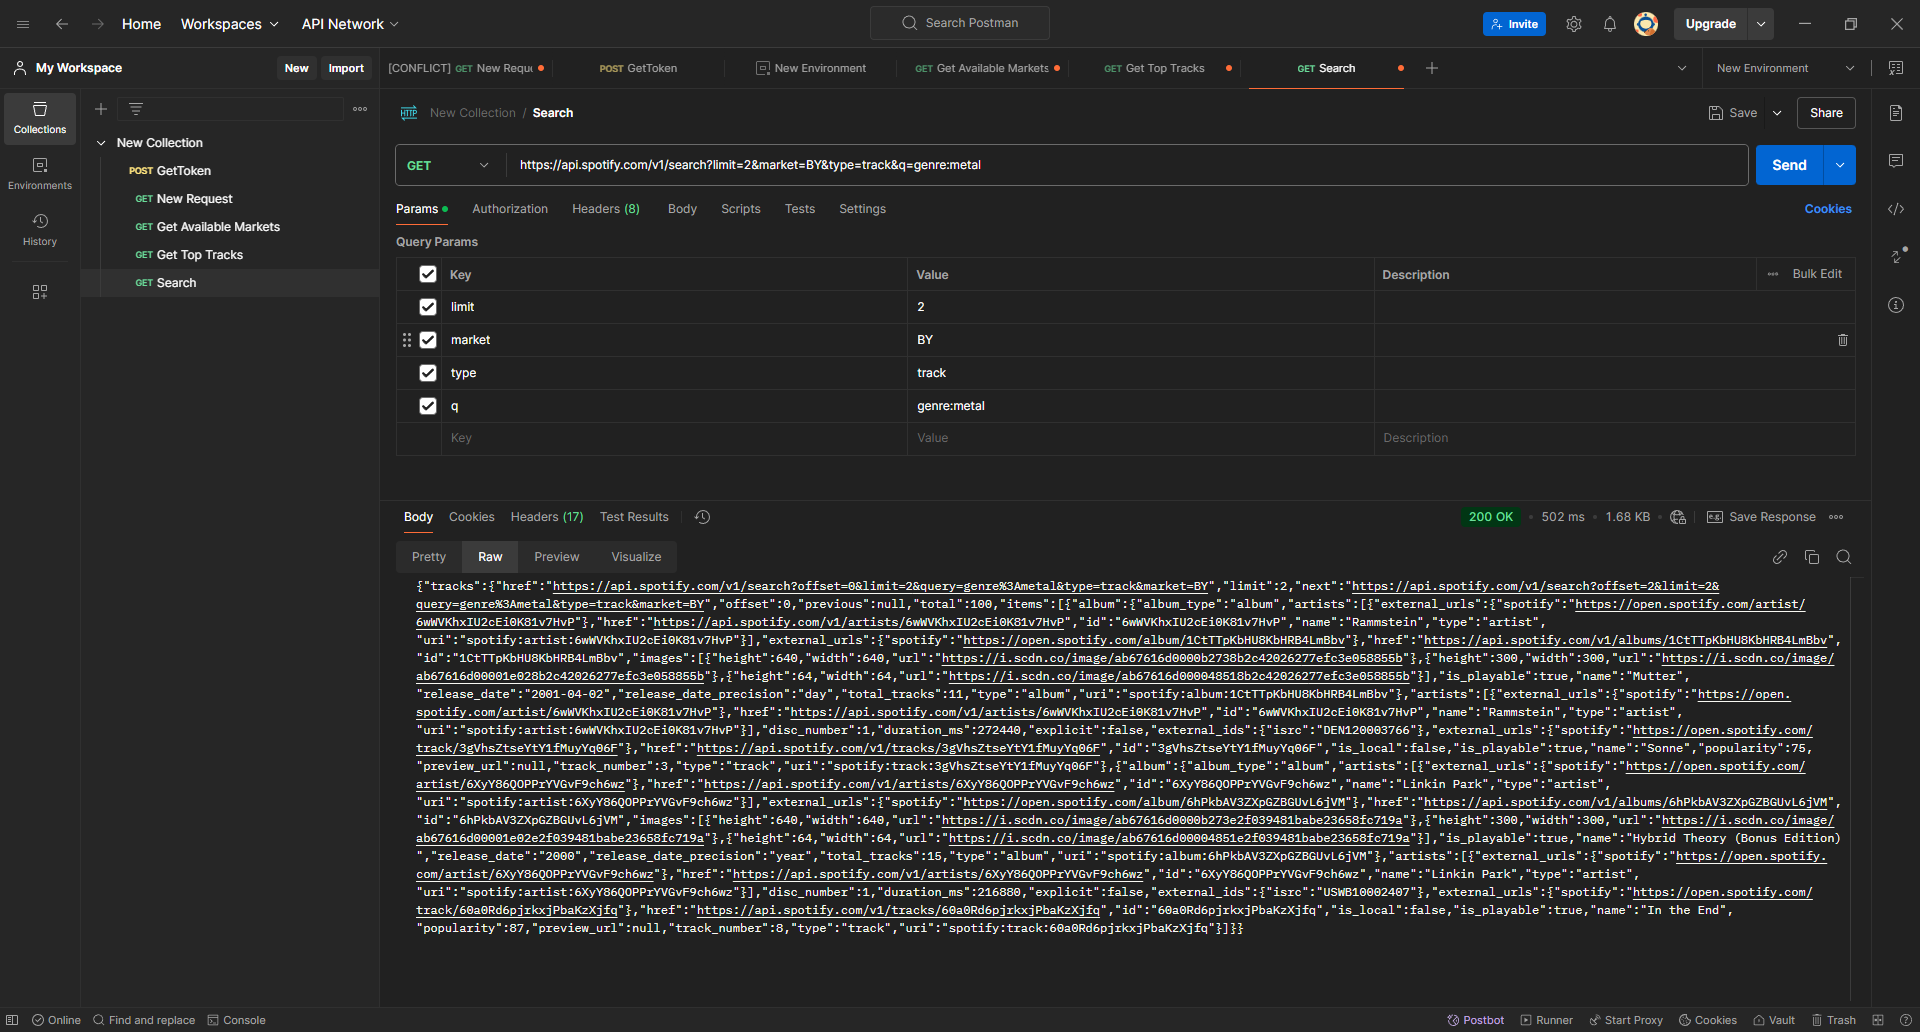 Home Workspaces API Network Search Postman Invite Upgrade
My Workspace New Import [CONFLICT] GET New Requ POST GetToken New Environment GET Get Available Markets GET Get Top Tracks GET Search New Environment
Collections
Environments
History
New Collection
POST GetToken
GET New Request
GET Get Available Markets
GET Get Top Tracks
GET Search
HTTP New Collection / Search Save Share
GET https://api.spotify.com/v1/search?limit=2&market=BY&type=track&q=genre:metal Send
Params Authorization Headers (8) Body Scripts Tests Settings Cookies
Query Params
Key Value Description Bulk Edit
limit 2
market BY
type track
q genre:metal
Key Value Description
Body Cookies Headers (17) Test Results 200 OK 502 ms 1.68 KB e.g. Save Response
Pretty Raw Preview Visualize
{"tracks":{"href":"https://api.spotify.com/v1/search?offset=0&limit=2&query=genre%3Ametal&type=track&market=BY","limit":2,"next":"https://api.spotify.com/v1/search?offset=2&limit=2&
query=genre%3Ametal&type=track&market=BY","offset":0,"previous":null,"total":100,"items":[{"album":{"album_type":"album","artists":[{"external_urls":{"spotify":"https://open.spotify.com/artist/
6wWVKhxIU2cEi0K81v7HvP"},"href":"https://api.spotify.com/v1/artists/6wWVKhxIU2cEi0K81v7HvP","id":"6wWVKhxIU2cEi0K81v7HvP","name":"Rammstein","type":"artist",
"uri":"spotify:artist:6wWVKhxIU2cEi0K81v7HvP"}],"external_urls":{"spotify":"https://open.spotify.com/album/1CtTTpKbHU8KbHRB4LmBbv"},"href":"https://api.spotify.com/v1/albums/1CtTTpKbHU8KbHRB4LmBbv",
"id":"1CtTTpKbHU8KbHRB4LmBbv","images":[{"height":640,"width":640,"url":"https://i.scdn.co/image/ab67616d0000b2738b2c42026277efc3e058855b"},{"height":300,"width":300,"url":"https://i.scdn.co/image/
ab67616d00001e028b2c42026277efc3e058855b"},{"height":64,"width":64,"url":"https://i.scdn.co/image/ab67616d000048518b2c42026277efc3e058855b"}],"is_playable":true,"name":"Mutter",
"release_date":"2001-04-02","release_date_precision":"day","total_tracks":11,"type":"album","uri":"spotify:album:1CtTTpKbHU8KbHRB4LmBbv"},"artists":[{"external_urls":{"spotify":"https://open.
spotify.com/artist/6wWVKhxIU2cEi0K81v7HvP"},"href":"https://api.spotify.com/v1/artists/6wWVKhxIU2cEi0K81v7HvP","id":"6wWVKhxIU2cEi0K81v7HvP","name":"Rammstein","type":"artist",
"uri":"spotify:artist:6wWVKhxIU2cEi0K81v7HvP"}],"disc_number":1,"duration_ms":272440,"explicit":false,"external_ids":{"isrc":"DEN120003766"},"external_urls":{"spotify":"https://open.spotify.com/
track/3gVhsZtseYtY1fMuyYq06F"},"href":"https://api.spotify.com/v1/tracks/3gVhsZtseYtY1fMuyYq06F","id":"3gVhsZtseYtY1fMuyYq06F","is_local":false,"is_playable":true,"name":"Sonne","popularity":75,
"preview_url":null,"track_number":3,"type":"track","uri":"spotify:track:3gVhsZtseYtY1fMuyYq06F"},{"album":{"album_type":"album","artists":[{"external_urls":{"spotify":"https://open.spotify.com/
artist/6XyY86QOPPrYVGvF9ch6wz"},"href":"https://api.spotify.com/v1/artists/6XyY86QOPPrYVGvF9ch6wz","id":"6XyY86QOPPrYVGvF9ch6wz","name":"Linkin Park","type":"artist",
"uri":"spotify:artist:6XyY86QOPPrYVGvF9ch6wz"}],"external_urls":{"spotify":"https://open.spotify.com/album/6hPkbAV3ZXpGZBGUvL6jVM"},"href":"https://api.spotify.com/v1/albums/6hPkbAV3ZXpGZBGUvL6jVM",
"id":"6hPkbAV3ZXpGZBGUvL6jVM","images":[{"height":640,"width":640,"url":"https://i.scdn.co/image/ab67616d0000b273e2f039481babe23658fc719a"},{"height":300,"width":300,"url":"https://i.scdn.co/image/
ab67616d00001e02e2f039481babe23658fc719a"},{"height":64,"width":64,"url":"https://i.scdn.co/image/ab67616d00004851e2f039481babe23658fc719a"}],"is_playable":true,"name":"Hybrid Theory (Bonus Edition)
","release_date":"2000","release_date_precision":"year","total_tracks":15,"type":"album","uri":"spotify:album:6hPkbAV3ZXpGZBGUvL6jVM"},"artists":[{"external_urls":{"spotify":"https://open.spotify.
com/artist/6XyY86QOPPrYVGvF9ch6wz"},"href":"https://api.spotify.com/v1/artists/6XyY86QOPPrYVGvF9ch6wz","id":"6XyY86QOPPrYVGvF9ch6wz","name":"Linkin Park","type":"artist",
"uri":"spotify:artist:6XyY86QOPPrYVGvF9ch6wz"}],"disc_number":1,"duration_ms":216880,"explicit":false,"external_ids":{"isrc":"USWB10002407"},"external_urls":{"spotify":"https://open.spotify.com/
track/60a0Rd6pjrkxjPbaKzXjfq"},"href":"https://api.spotify.com/v1/tracks/60a0Rd6pjrkxjPbaKzXjfq","id":"60a0Rd6pjrkxjPbaKzXjfq","is_local":false,"is_playable":true,"name":"In the End",
"popularity":87,"preview_url":null,"track_number":8,"type":"track","uri":"spotify:track:60a0Rd6pjrkxjPbaKzXjfq"}]}}
Online Find and replace Console Postbot Runner Start Proxy Cookies Vault Trash